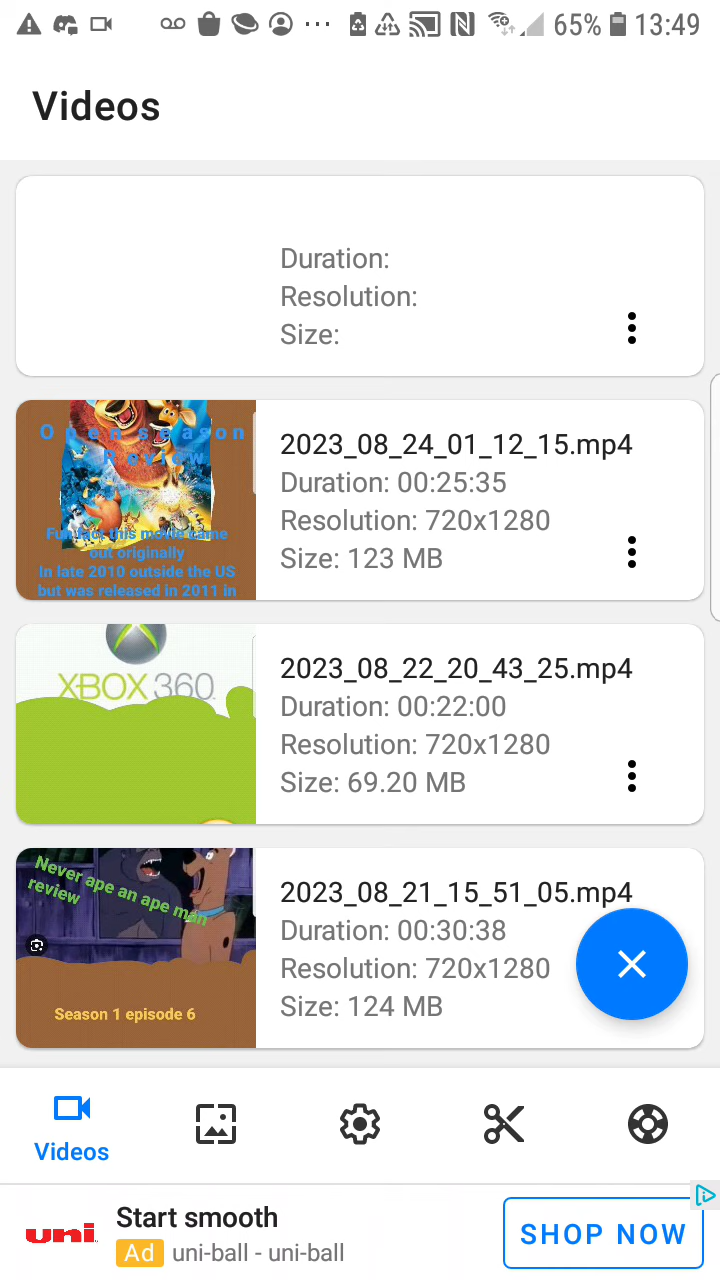 65% 13:49
Videos
Duration:
Resolution:
Size:
Open season
Review
Fun fact this movie came
out originally
In late 2010 outside the US
but was released in 2011 in
2023_08_24_01_12_15.mp4
Duration: 00:25:35
Resolution: 720x1280
Size: 123 MB
XBOX 360
2023_08_22_20_43_25.mp4
Duration: 00:22:00
Resolution: 720x1280
Size: 69.20 MB
Never ape an ape man
review
Season 1 episode 6
2023_08_21_15_51_05.mp4
Duration: 00:30:38
Resolution: 720x1280
Size: 124 MB
Videos
uni
Start smooth
Ad uni-ball - uni-ball
SHOP NOW